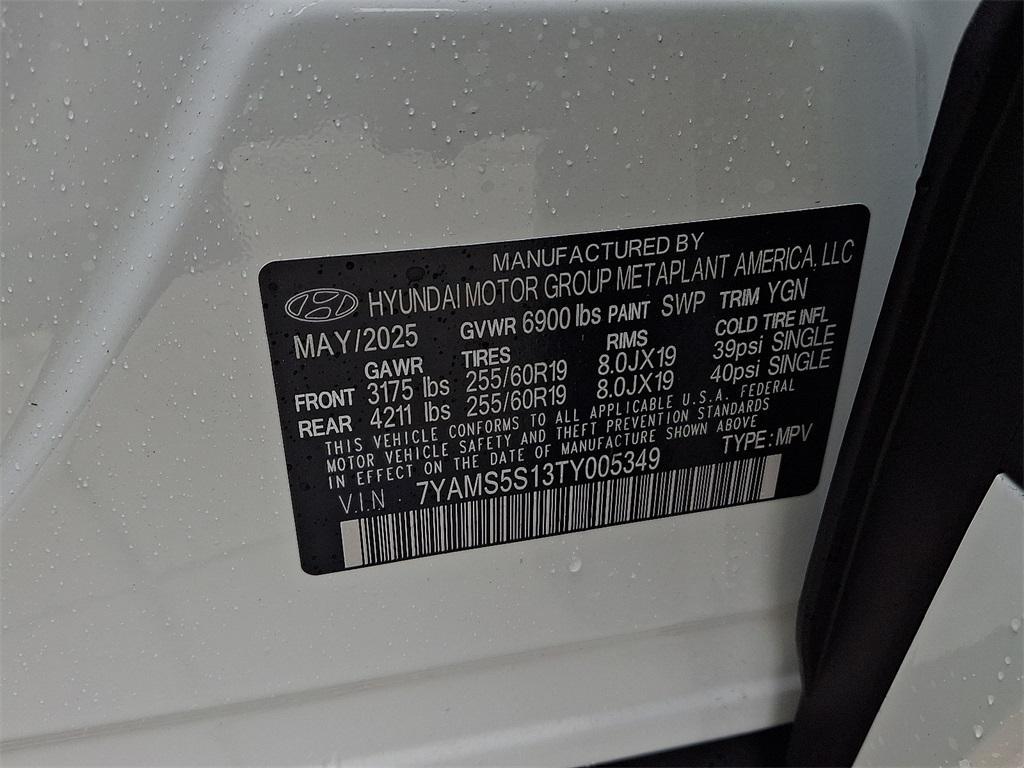 MANUFACTURED BY
HYUNDAI MOTOR GROUP METAPLANT AMERICA, LLC
MAY/2025 GVWR 6900 lbs PAINT SWP TRIM YGN
GAWR TIRES RIMS COLD TIRE INFL
FRONT 3175 lbs 255/60R19 8.0JX19 39psi SINGLE
REAR 4211 lbs 255/60R19 8.0JX19 40psi SINGLE
THIS VEHICLE CONFORMS TO ALL APPLICABLE U.S.A. FEDERAL
MOTOR VEHICLE SAFETY AND THEFT PREVENTION STANDARDS
IN EFFECT ON THE DATE OF MANUFACTURE SHOWN ABOVE
V.I.N : 7YAMS5S13TY005349 TYPE: MPV